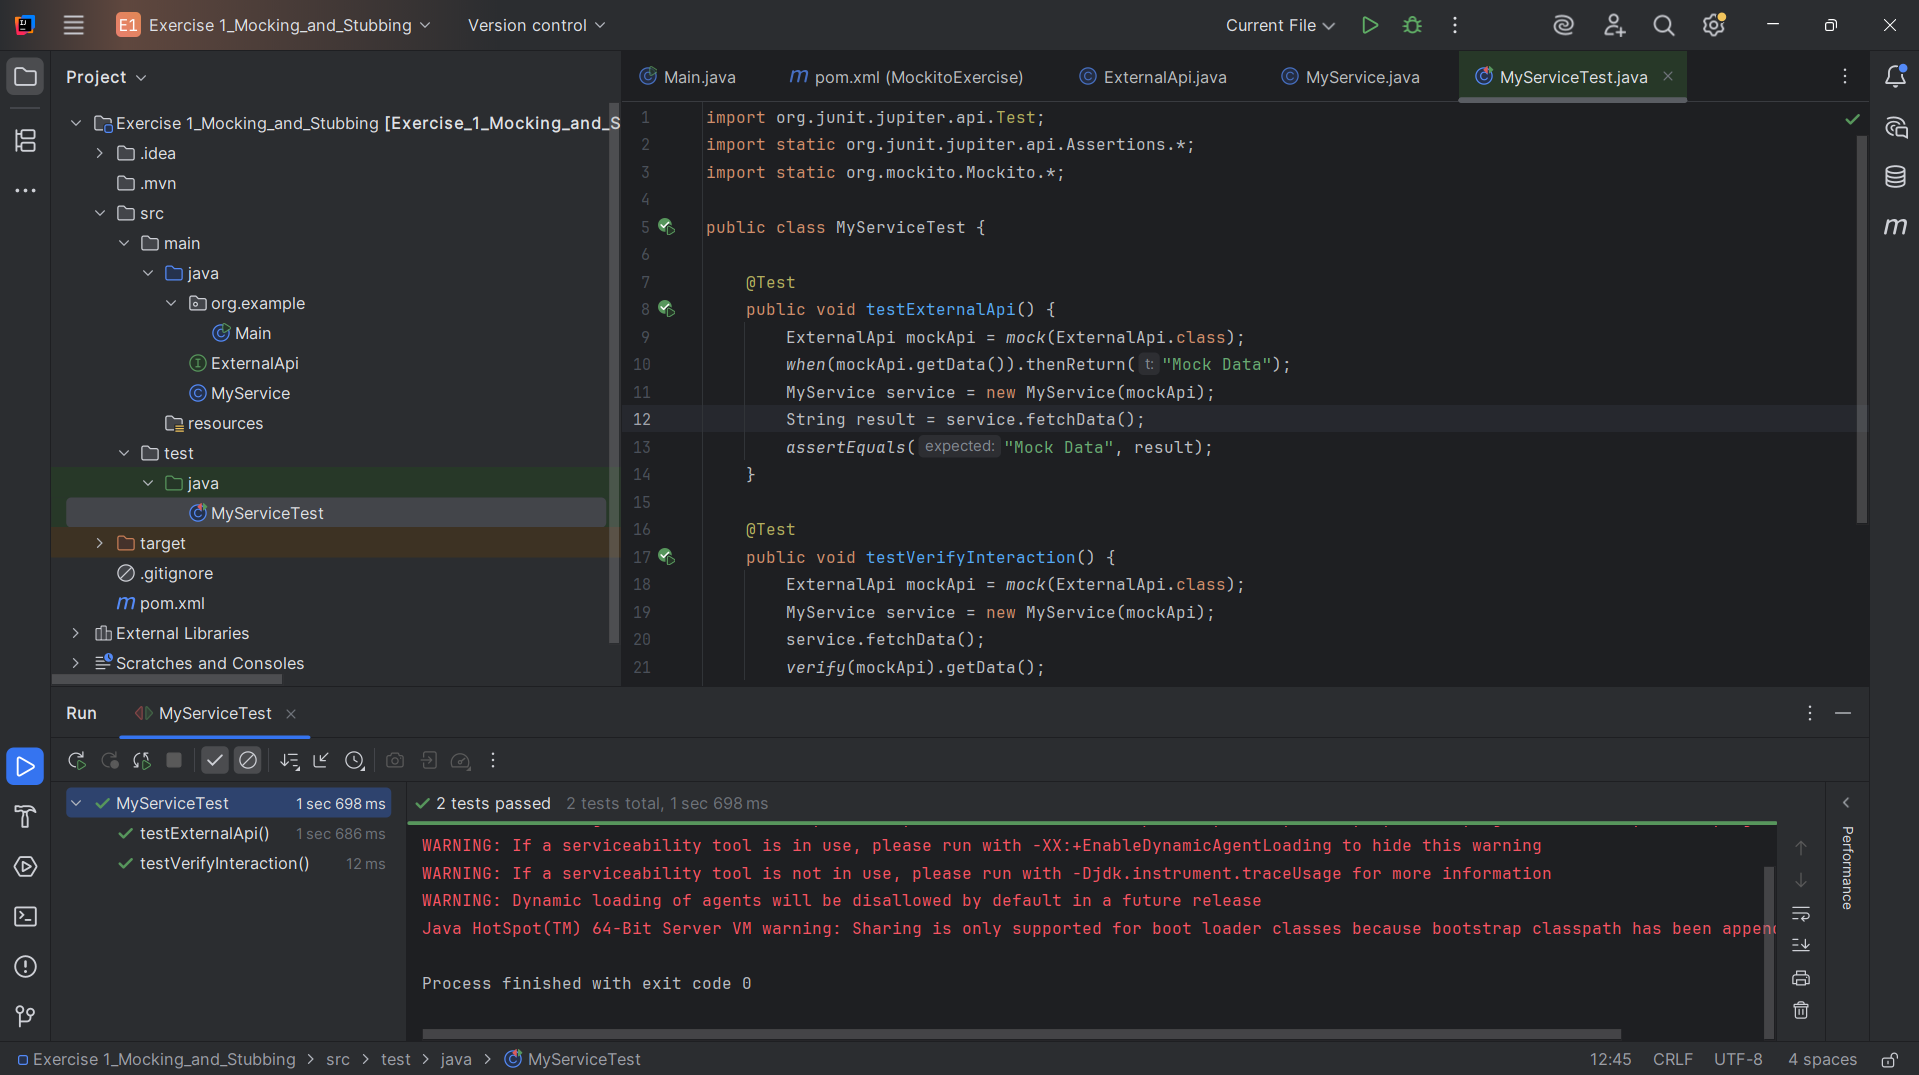 E1 Exercise 1_Mocking_and_Stubbing Version control Current File
Project
Main.java pom.xml (MockitoExercise) ExternalApi.java MyService.java MyServiceTest.java
Exercise 1_Mocking_and_Stubbing [Exercise_1_Mocking_and_S
.idea
.mvn
src
main
java
org.example
Main
ExternalApi
MyService
resources
test
java
MyServiceTest
target
.gitignore
pom.xml
External Libraries
Scratches and Consoles
1 import org.junit.jupiter.api.Test;
2 import static org.junit.jupiter.api.Assertions.*;
3 import static org.mockito.Mockito.*;
4
5 public class MyServiceTest {
6
7 @Test
8 public void testExternalApi() {
9 ExternalApi mockApi = mock(ExternalApi.class);
10 when(mockApi.getData()).thenReturn( t: "Mock Data");
11 MyService service = new MyService(mockApi);
12 String result = service.fetchData();
13 assertEquals( expected: "Mock Data", result);
14 }
15
16 @Test
17 public void testVerifyInteraction() {
18 ExternalApi mockApi = mock(ExternalApi.class);
19 MyService service = new MyService(mockApi);
20 service.fetchData();
21 verify(mockApi).getData();
Run MyServiceTest
MyServiceTest 1 sec 698 ms
testExternalApi() 1 sec 686 ms
testVerifyInteraction() 12 ms
2 tests passed 2 tests total, 1 sec 698 ms
WARNING: If a serviceability tool is in use, please run with -XX:+EnableDynamicAgentLoading to hide this warning
WARNING: If a serviceability tool is not in use, please run with -Djdk.instrument.traceUsage for more information
WARNING: Dynamic loading of agents will be disallowed by default in a future release
Java HotSpot(TM) 64-Bit Server VM warning: Sharing is only supported for boot loader classes because bootstrap classpath has been append
Process finished with exit code 0
Performance
Exercise 1_Mocking_and_Stubbing > src > test > java > MyServiceTest
12:45 CRLF UTF-8 4 spaces